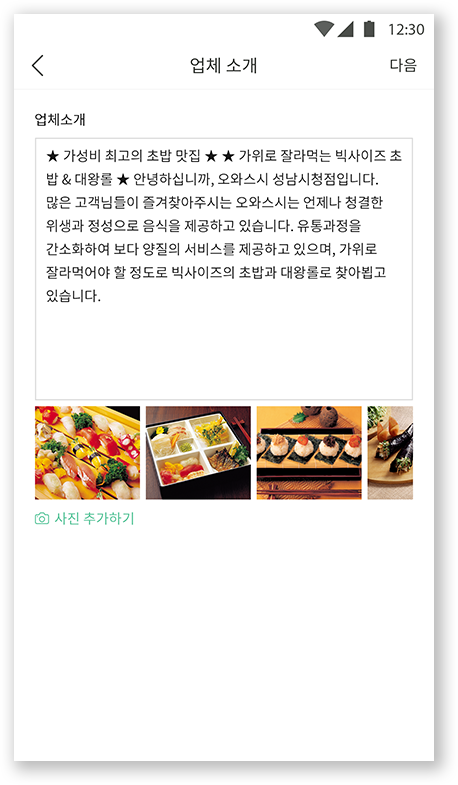 12:30
업체 소개
다음
업체소개
★ 가성비 최고의 초밥 맛집 ★ ★ 가위로 잘라먹는 빅사이즈 초
밥 & 대왕롤 ★ 안녕하십니까, 오와스시 성남시청점입니다.
많은 고객님들이 즐겨찾아주시는 오와스시는 언제나 청결한
위생과 정성으로 음식을 제공하고 있습니다. 유통과정을
간소화하여 보다 양질의 서비스를 제공하고 있으며, 가위로
잘라먹어야 할 정도로 빅사이즈의 초밥과 대왕롤로 찾아뵙고
있습니다.
사진 추가하기